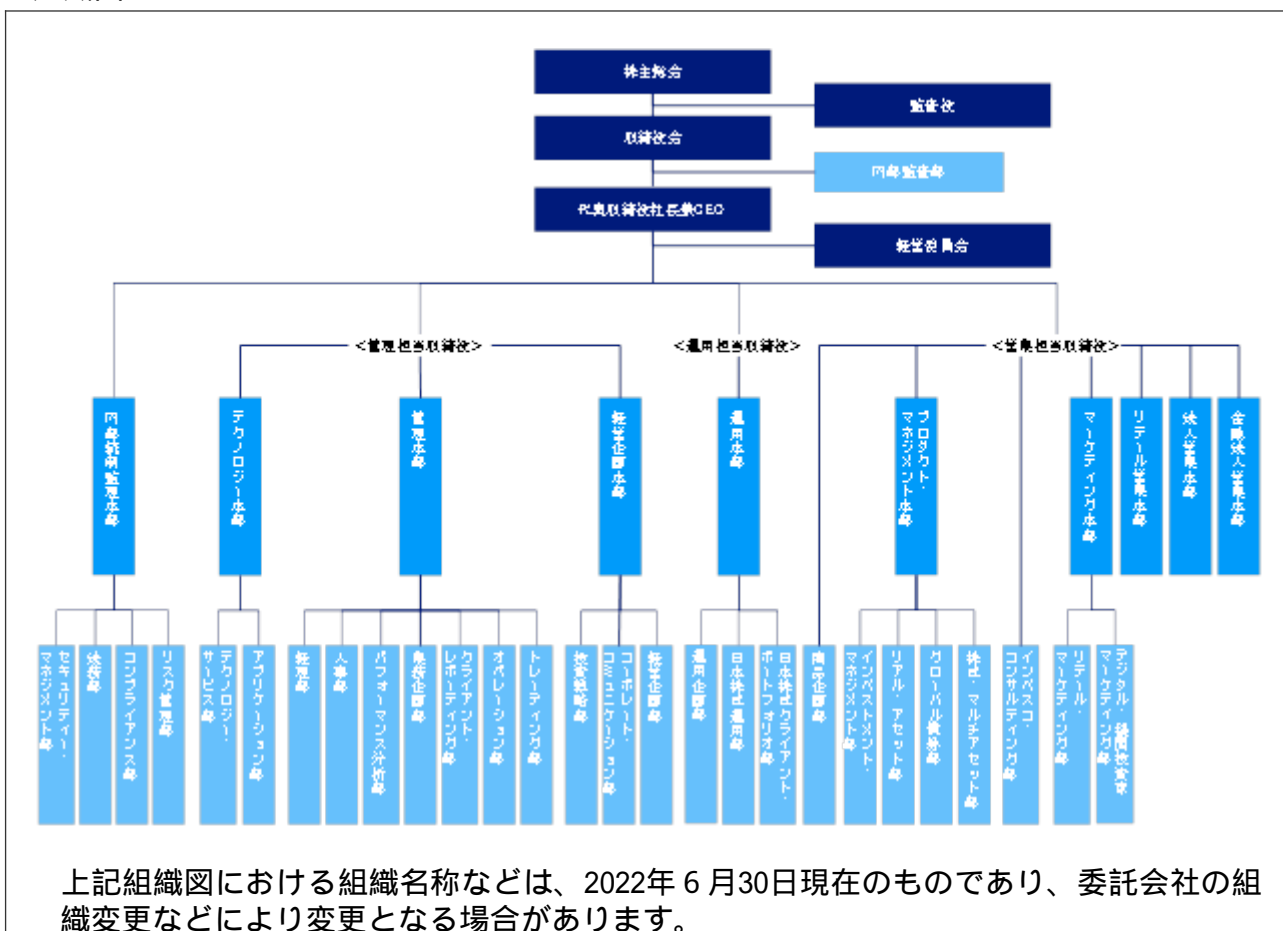 株主総会
監査役
取締役会
内部監査部
代表取締役社長兼CEO
経営委員会
<管理担当取締役>
<運用担当取締役>
<営業担当取締役>
内部統制監理本部
テクノロジー本部
管理本部
経営企画本部
運用本部
プロダクト・
マネジメント本部
マーケティング本部
リテール営業本部
法人営業本部
金融法人営業本部
セキュリティー・
マネジメント部
法務部
コンプライアンス部
リスク管理部
テクノロジー・
サービス部
アプリケーション部
経理部
人事部
パフォーマンス分析部
業務企画部
クライアント・
レポーティング部
オペレーション部
トレーディング部
投資戦略部
コーポレート・
コミュニケーション部
経営企画部
運用企画部
日本株式運用部
日本株式クライアント・
ポートフォリオ部
商品企画部
インベストメント・
マネジメント部
リアル・アセット部
グローバル債券部
株式・マルチアセット部
インベスコ・
コンサルティング部
リテール・
マーケティング部
デジタル・機関投資家
マーケティング部
上記組織図における組織名称などは、2022年6月30日現在のものであり、委託会社の組
織変更などにより変更となる場合があります。